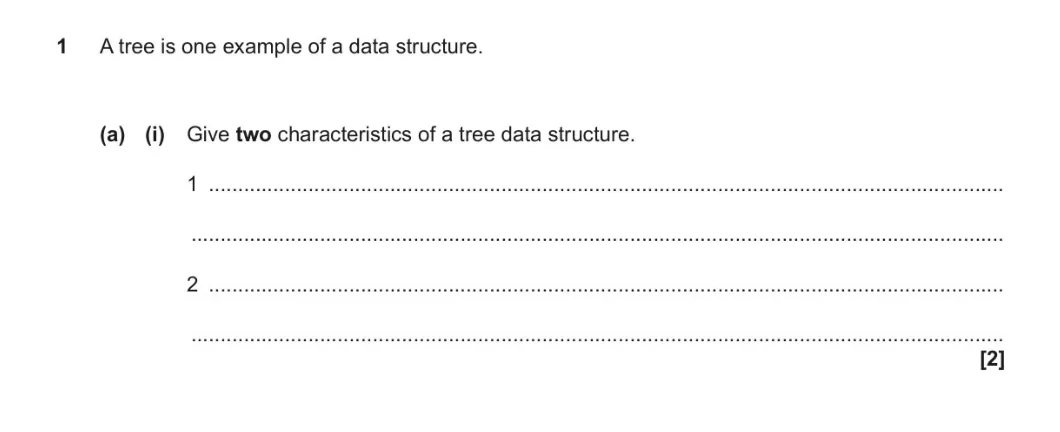 1 A tree is one example of a data structure.
(a) (i) Give two characteristics of a tree data structure.
1 ....................................................................................................................................
....................................................................................................................................
2 ....................................................................................................................................
....................................................................................................................................
[2]